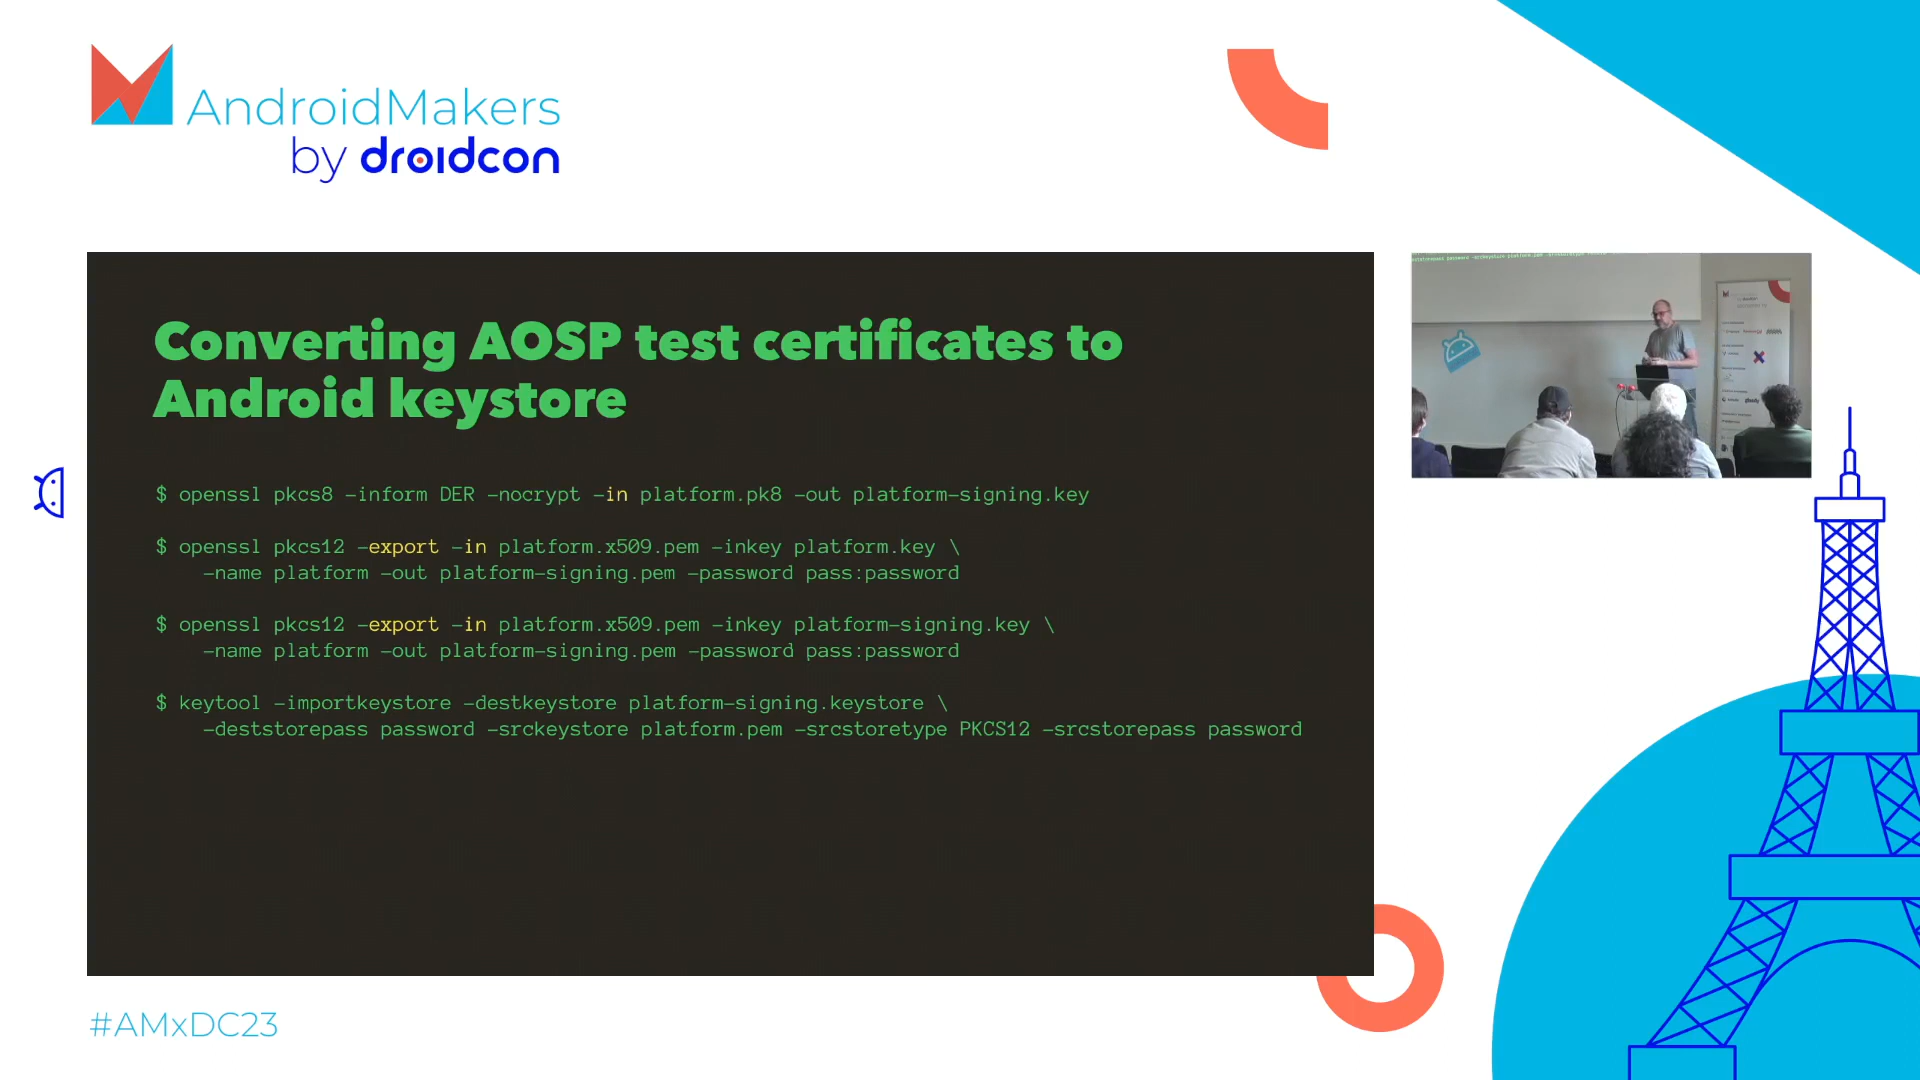 AndroidMakers
by droidcon
Converting AOSP test certificates to
Android keystore
$ openssl pkcs8 -inform DER -nocrypt -in platform.pk8 -out platform-signing.key
$ openssl pkcs12 -export -in platform.x509.pem -inkey platform.key \
-name platform -out platform-signing.pem -password pass:password
$ openssl pkcs12 -export -in platform.x509.pem -inkey platform-signing.key \
-name platform -out platform-signing.pem -password pass:password
$ keytool -importkeystore -destkeystore platform-signing.keystore \
-deststorepass password -srckeystore platform.pem -srcstoretype PKCS12 -srcstorepass password
#AMxDC23